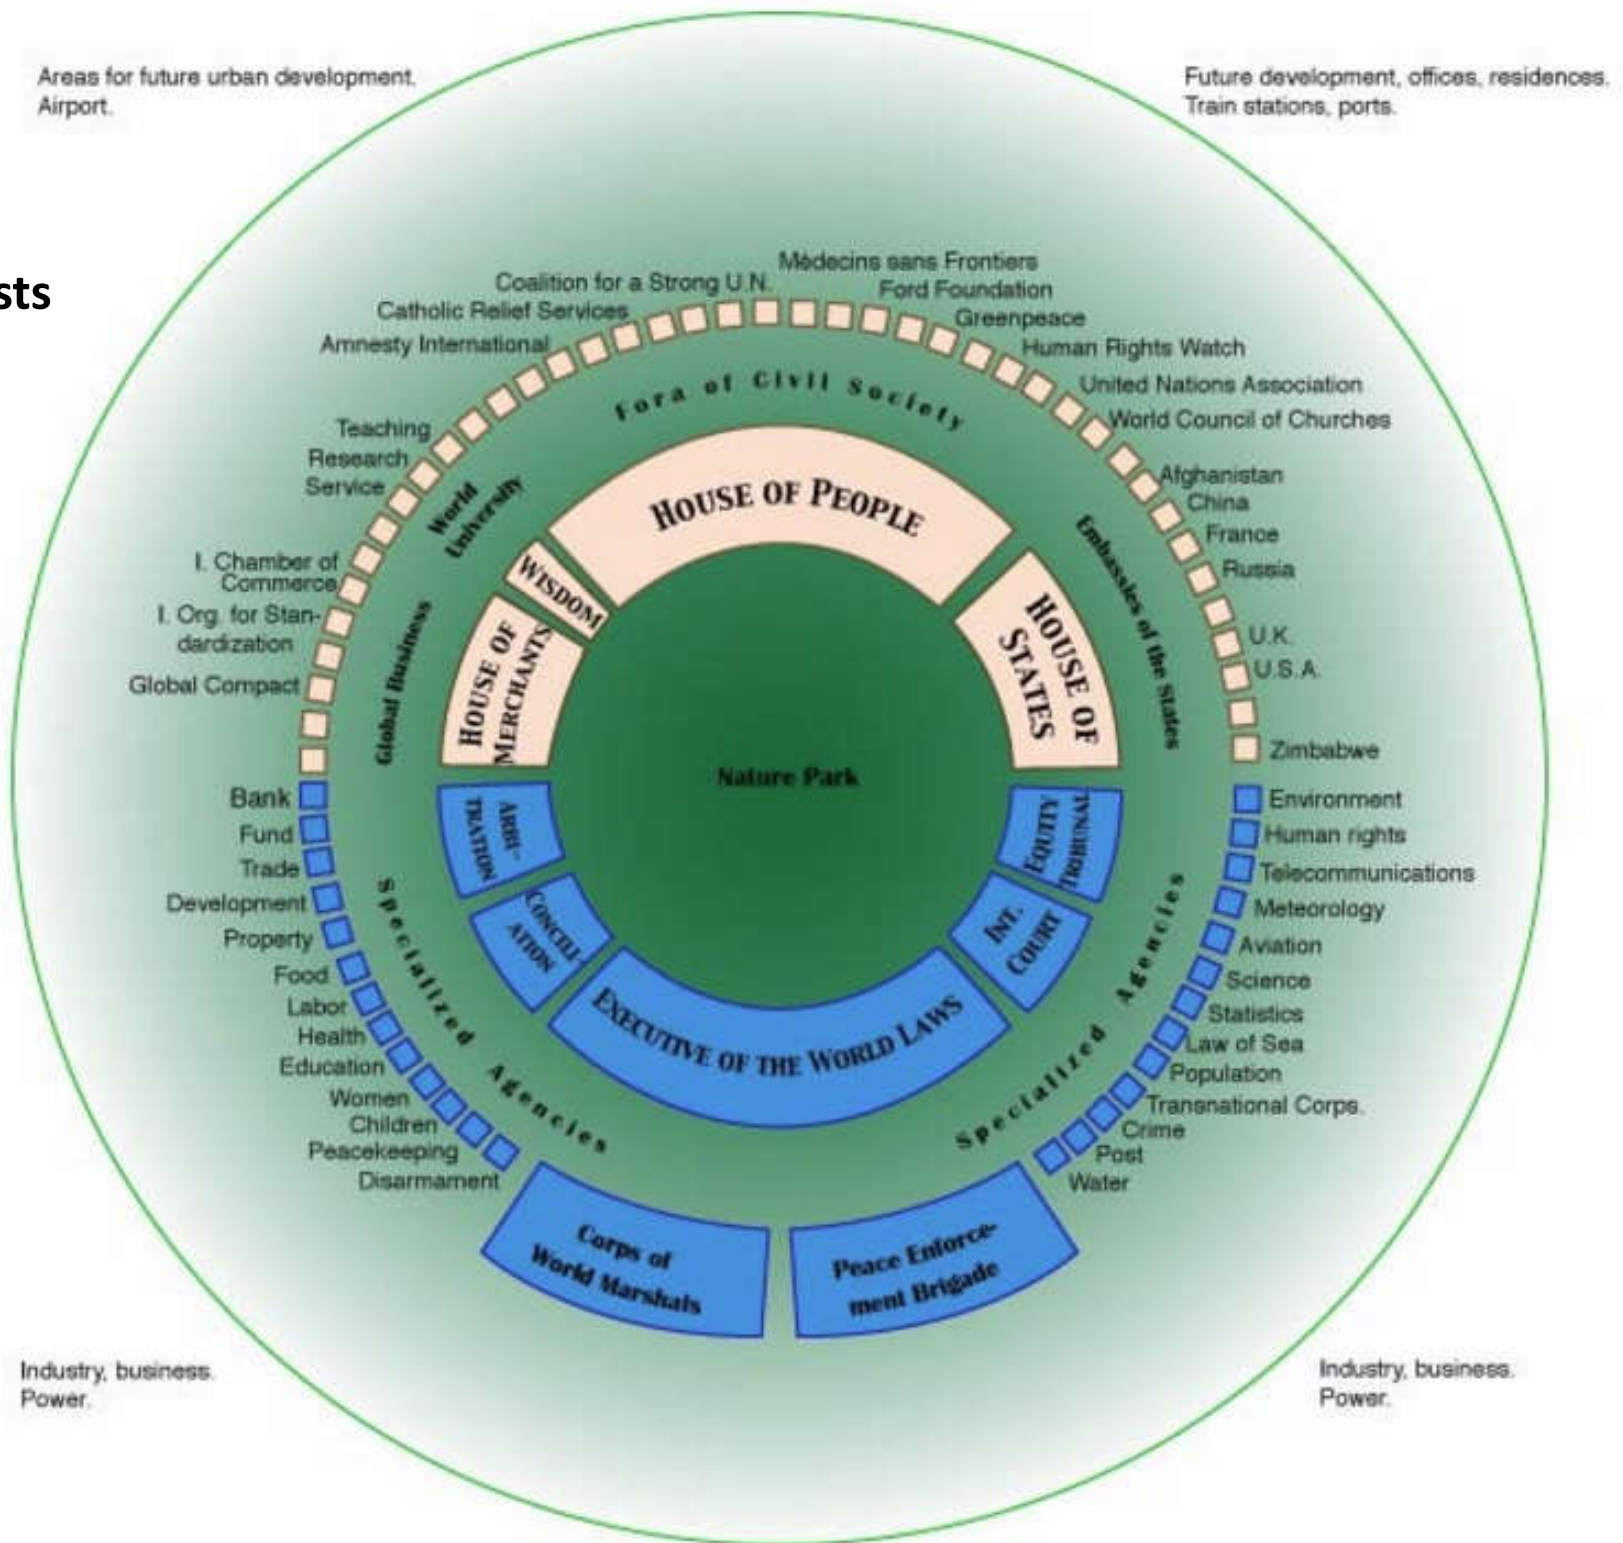 Areas for future urban development.
Airport.
Future development, offices, residences.
Train stations, ports.
sts
Médecins sans Frontiers
Coalition for a Strong U.N.
Ford Foundation
Catholic Relief Services
Greenpeace
Amnesty International
Human Rights Watch
United Nations Association
World Council of Churches
Fora of Civil Society
Teaching
Research
Service
World
University
Afghanistan
China
France
Russia
U.K.
U.S.A.
Zimbabwe
Embassies of the States
HOUSE OF PEOPLE
WISDOM
HOUSE OF
MERCHANTS
HOUSE OF
STATES
I. Chamber of
Commerce
I. Org. for Stan-
dardization
Global Compact
Global Business
Nature Park
Bank
Fund
Trade
Development
Property
Food
Labor
Health
Education
Women
Children
Peacekeeping
Disarmament
Specialized Agencies
ARBI-
TRATION
CONCILI-
ATION
EXECUTIVE OF THE WORLD LAWS
INT.
COURT
EQUITY
TRIBUNAL
Specialized Agencies
Environment
Human rights
Telecommunications
Meteorology
Aviation
Science
Statistics
Law of Sea
Population
Transnational Corps.
Crime
Post
Water
Corps of
World Marshals
Peace Enforce-
ment Brigade
Industry, business.
Power.
Industry, business.
Power.